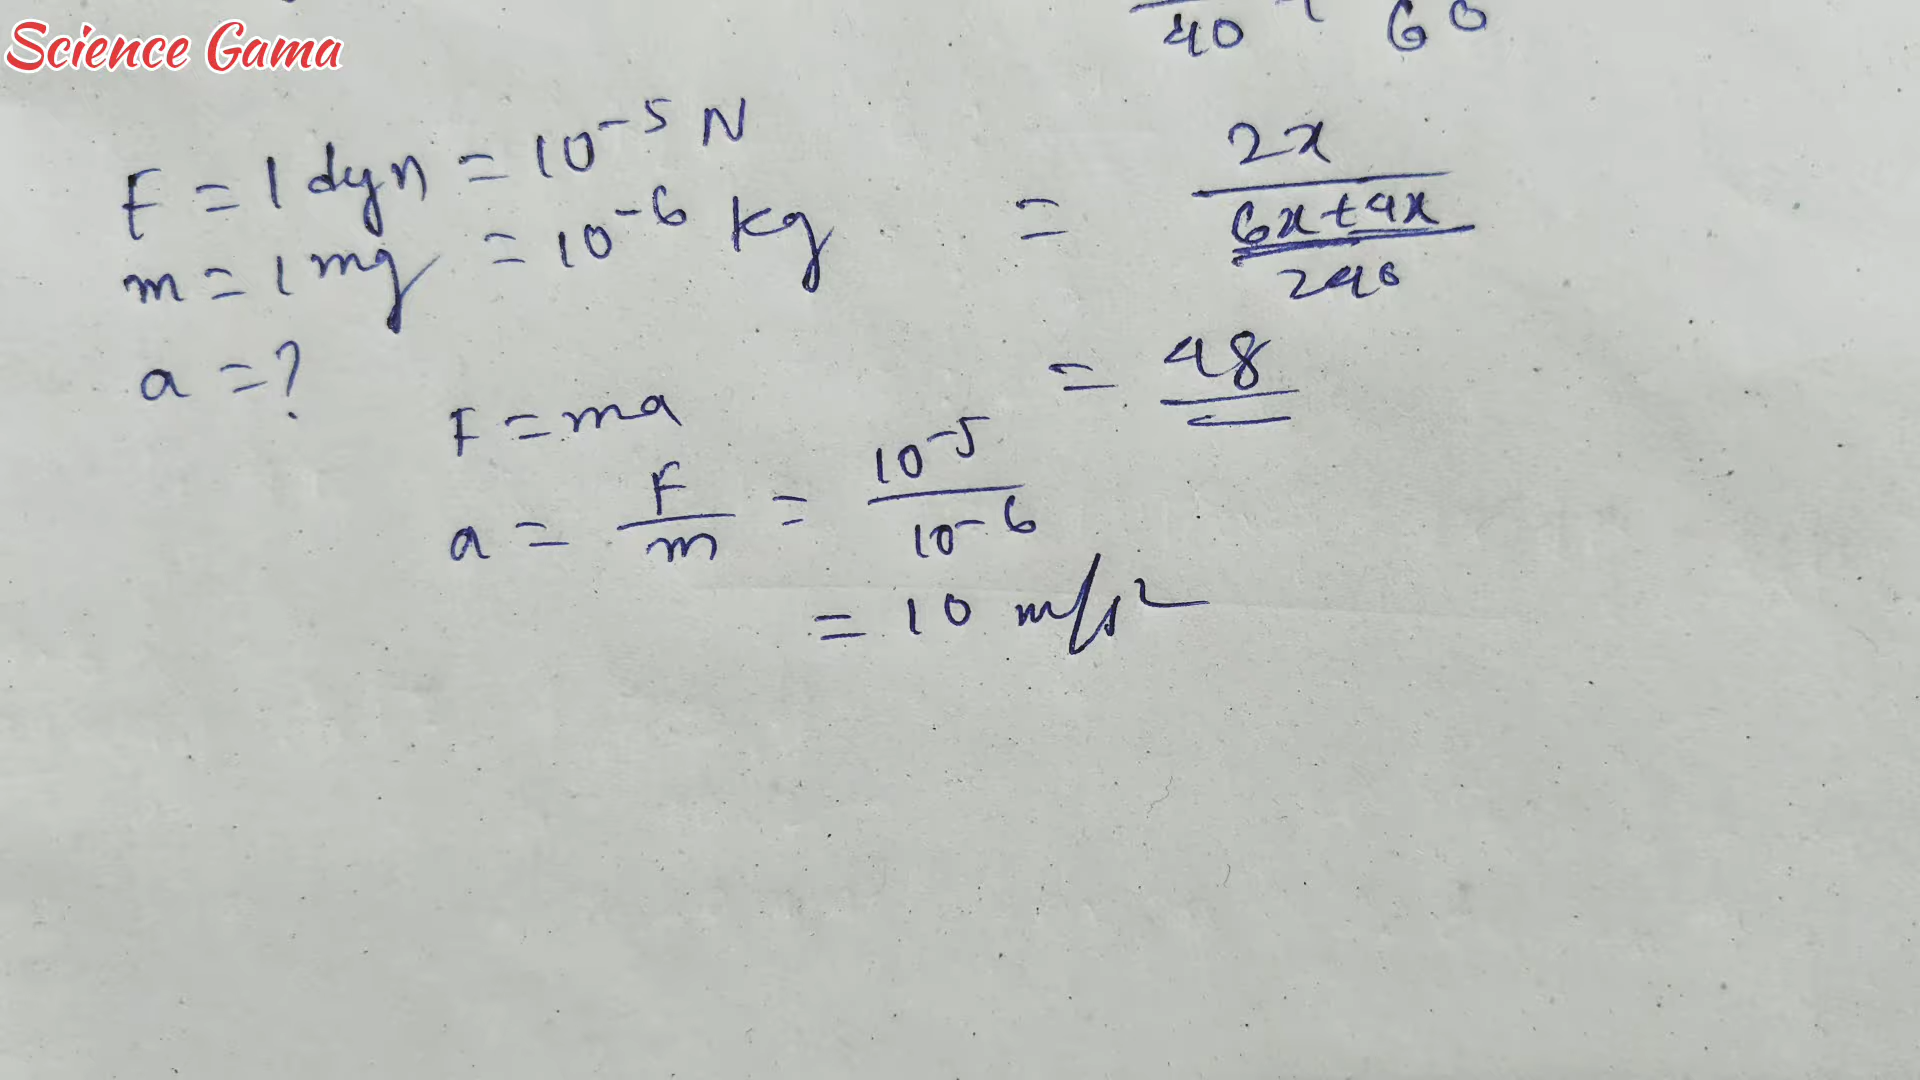 Science Gama
40 + 60
F = 1 dyn = 10⁻⁵ N
m = 1 mg = 10⁻⁶ kg
a = ?
F = ma
a = F/m = 10⁻⁵/10⁻⁶
= 10 m/s²
= 2x/((6x+4x)/240)
= 48